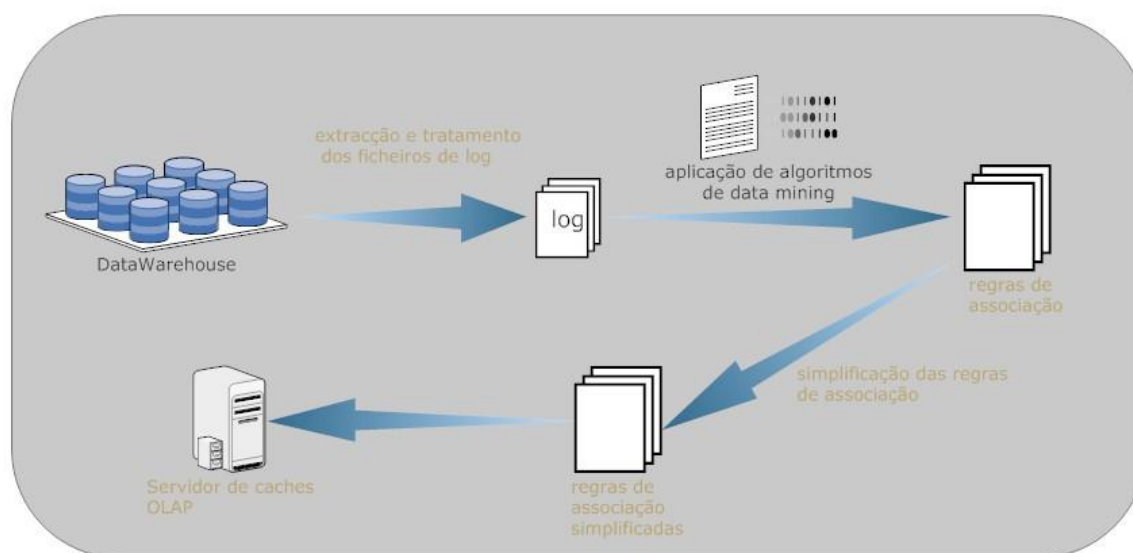 extracção e tratamento
dos ficheiros de log
DataWarehouse
log
aplicação de algoritmos
de data mining
regras de
associação
simplificação das regras
de associação
regras de
associação
simplificadas
Servidor de caches
OLAP